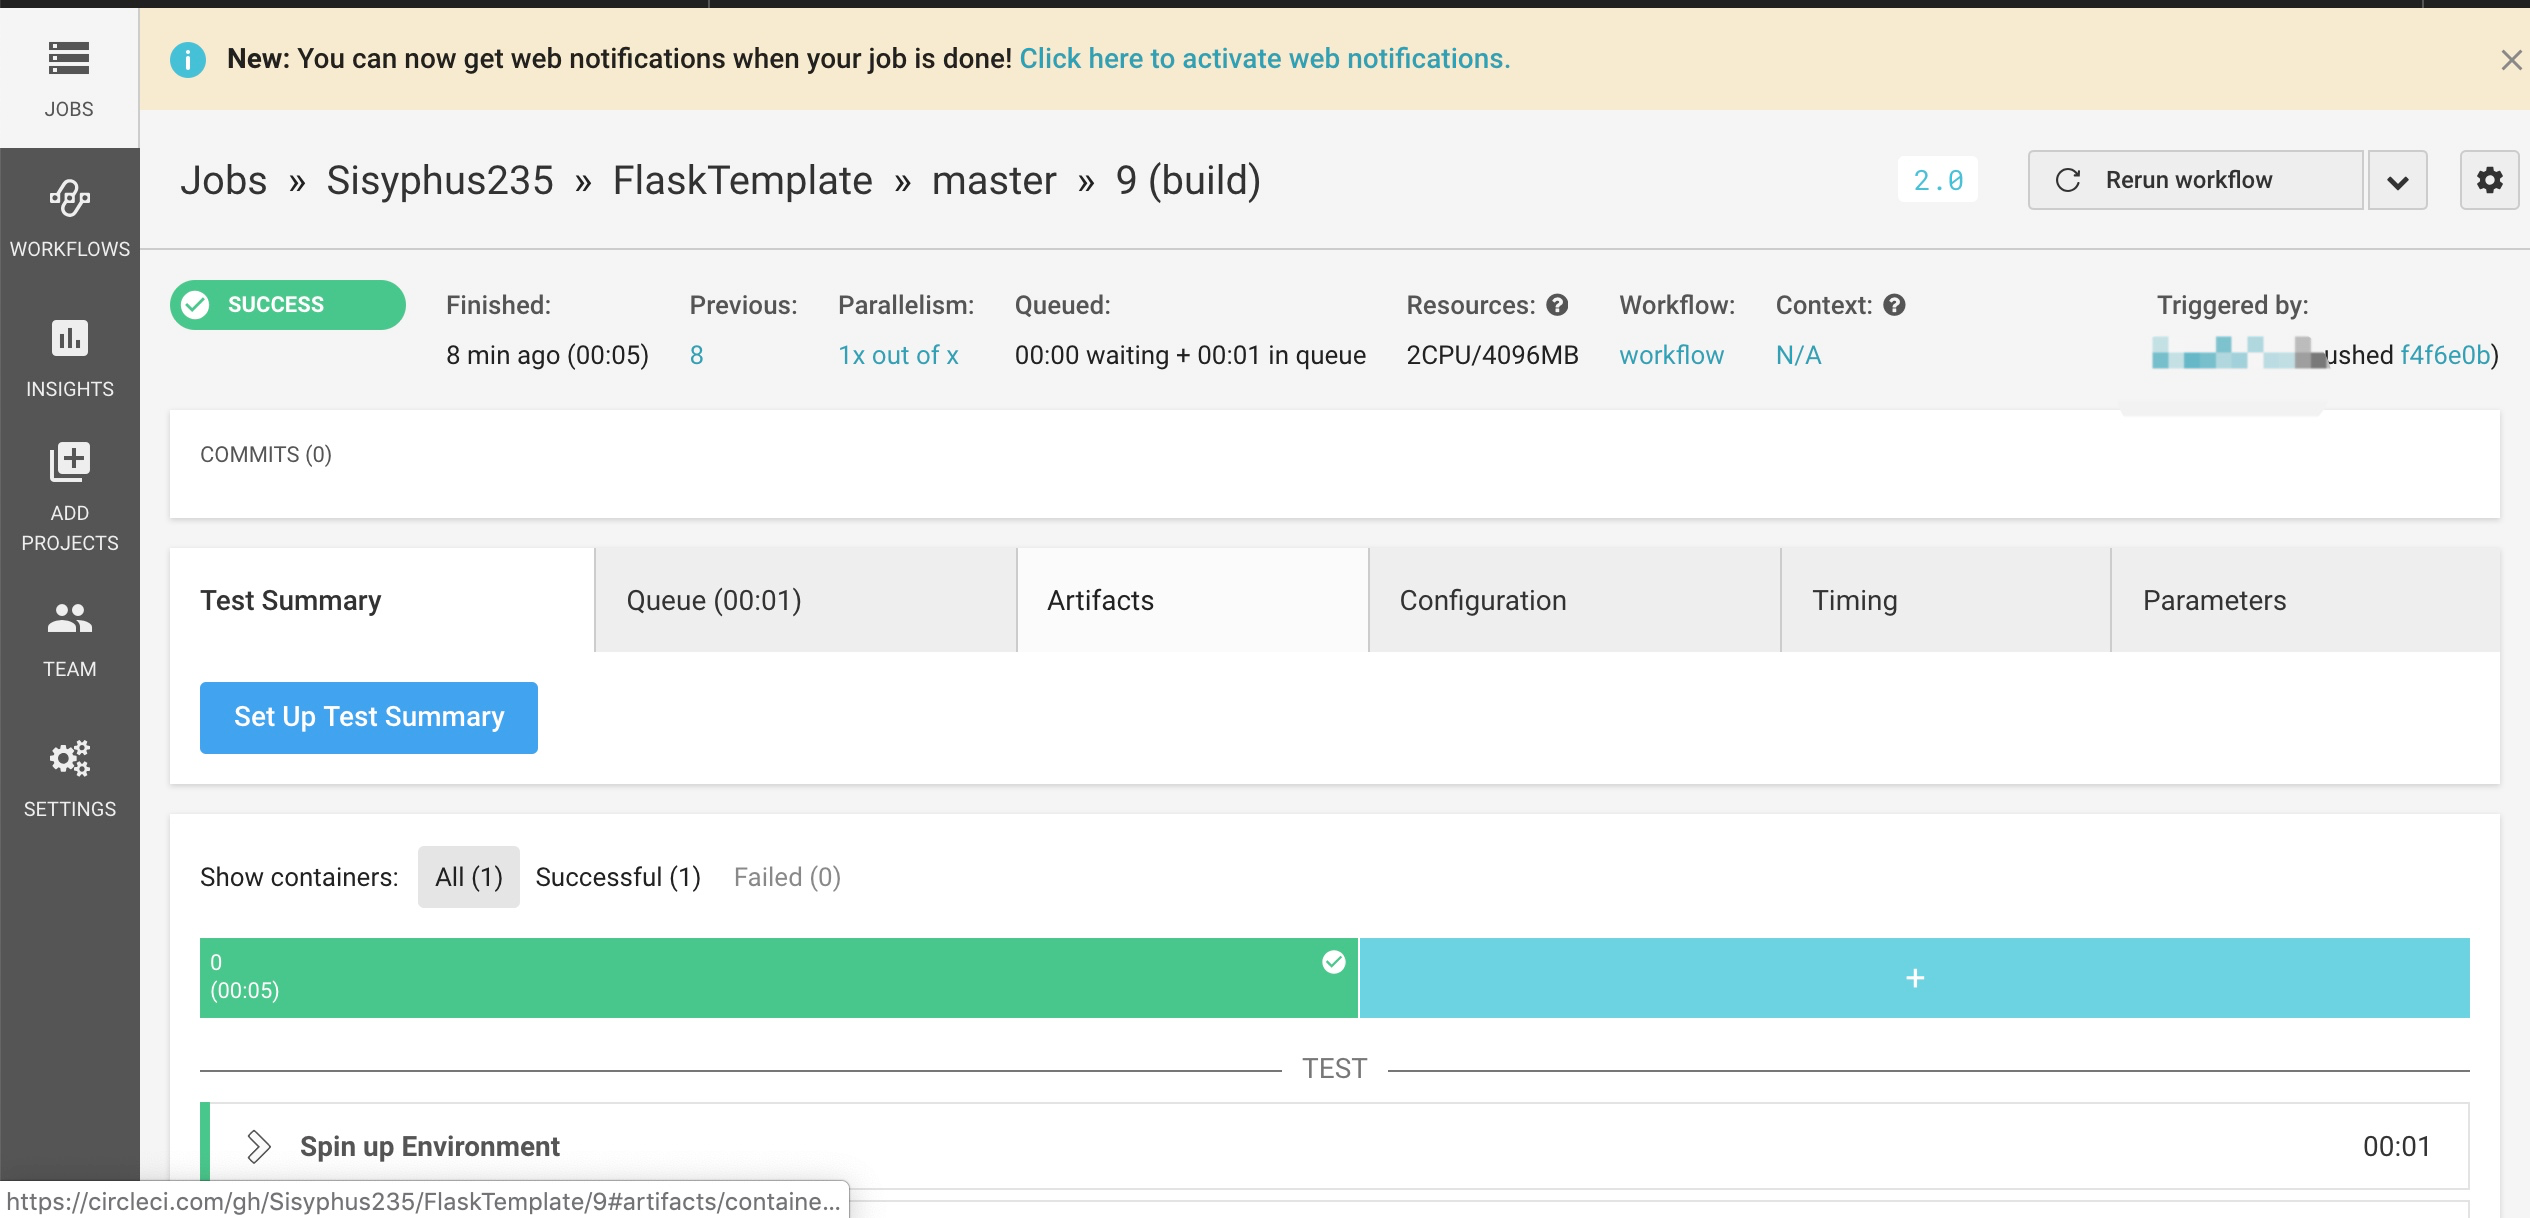 New: You can now get web notifications when your job is done! Click here to activate web notifications.
JOBS
WORKFLOWS
INSIGHTS
ADD
PROJECTS
TEAM
SETTINGS
Jobs » Sisyphus235 » FlaskTemplate » master » 9 (build)
2.0
Rerun workflow
SUCCESS
Finished:
8 min ago (00:05)
Previous:
8
Parallelism:
1x out of x
Queued:
00:00 waiting + 00:01 in queue
Resources:
2CPU/4096MB
Workflow:
workflow
Context:
N/A
Triggered by:
ushed f4f6e0b)
COMMITS (0)
Test Summary
Queue (00:01)
Artifacts
Configuration
Timing
Parameters
Set Up Test Summary
Show containers: All (1) Successful (1) Failed (0)
0
(00:05)
+
TEST
Spin up Environment 00:01
https://circleci.com/gh/Sisyphus235/FlaskTemplate/9#artifacts/containe...